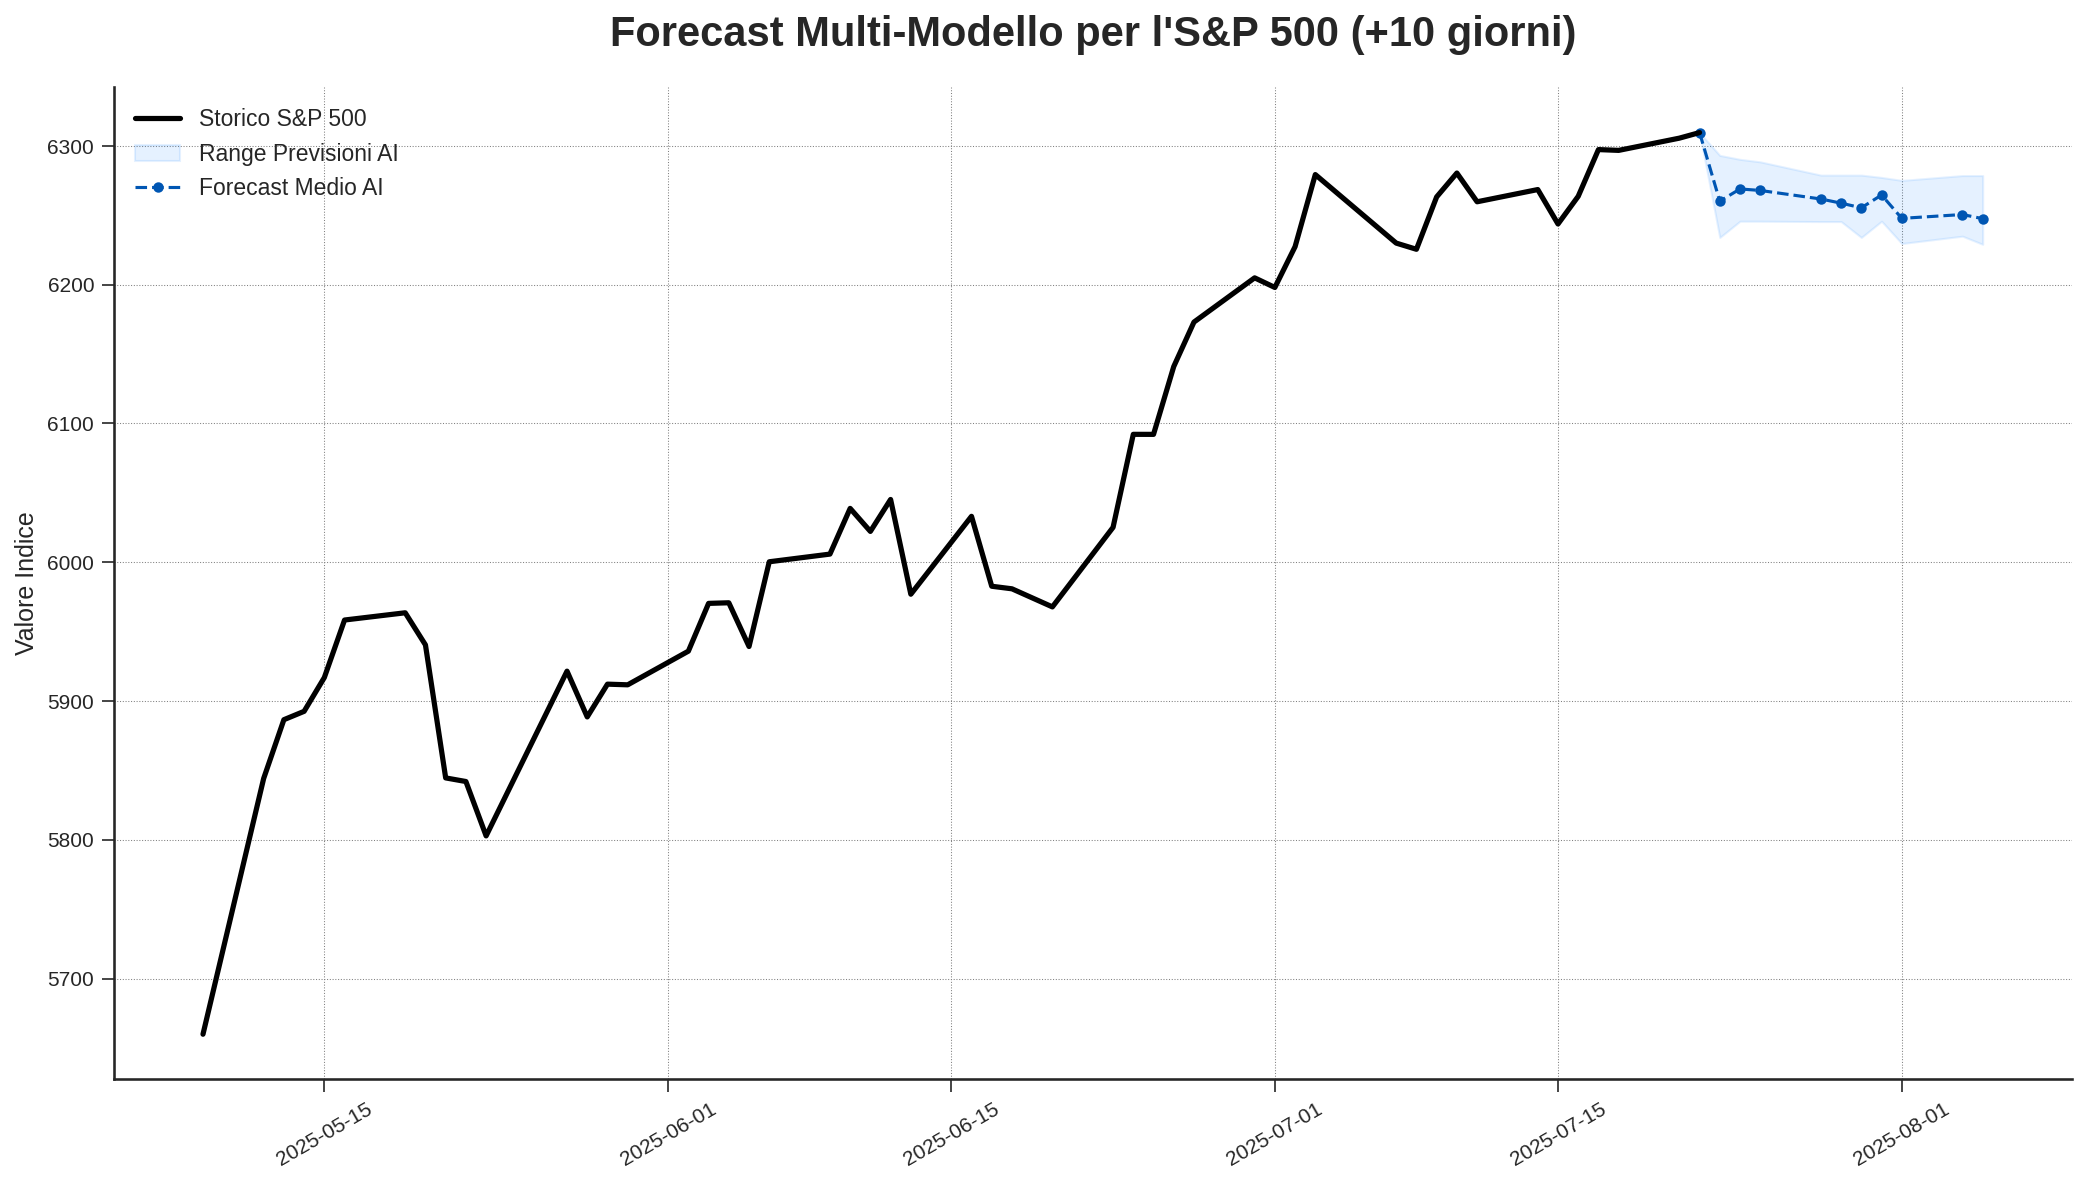 Forecast Multi-Modello per l'S&P 500 (+10 giorni)
Storico S&P 500
Range Previsioni AI
Forecast Medio AI
Valore Indice
6300
6200
6100
6000
5900
5800
5700
2025-05-15
2025-06-01
2025-06-15
2025-07-01
2025-07-15
2025-08-01